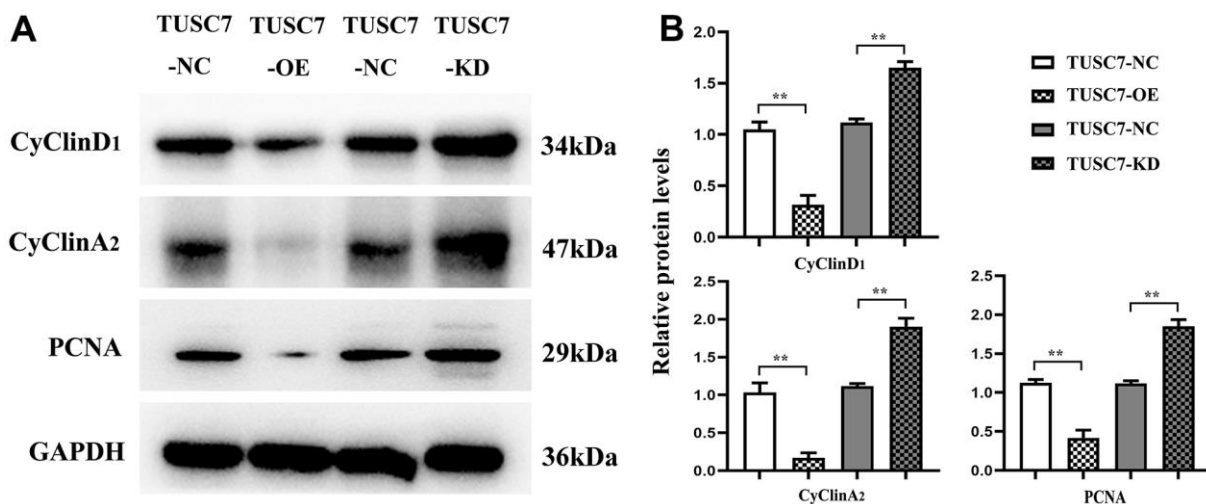 A
TUSC7 TUSC7 TUSC7 TUSC7
-NC -OE -NC -KD
CyClinD1 34kDa
CyClinA2 47kDa
PCNA 29kDa
GAPDH 36kDa
B
Relative protein levels
2.0
1.5
1.0
0.5
0.0
** **
CyClinD1
2.5
2.0
1.5
1.0
0.5
0.0
** **
CyClinA2
2.5
2.0
1.5
1.0
0.5
0.0
** **
PCNA
TUSC7-NC
TUSC7-OE
TUSC7-NC
TUSC7-KD